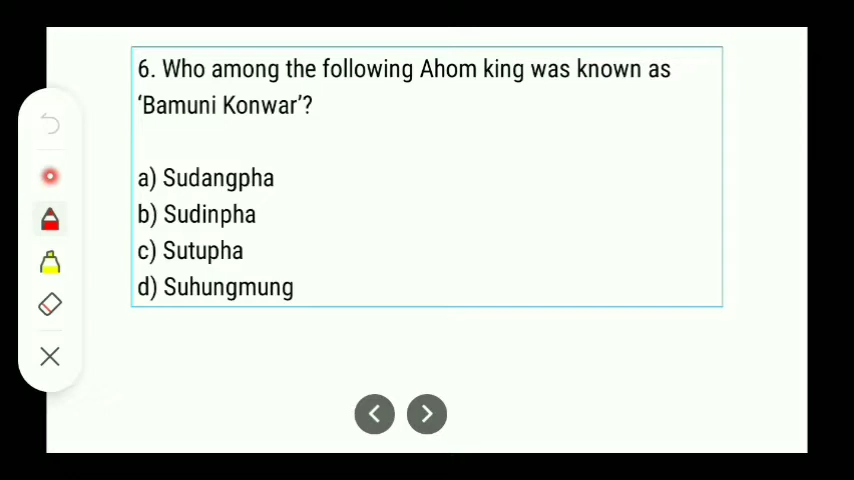 6. Who among the following Ahom king was known as
‘Bamuni Konwar’?
a) Sudangpha
b) Sudinpha
c) Sutupha
d) Suhungmung